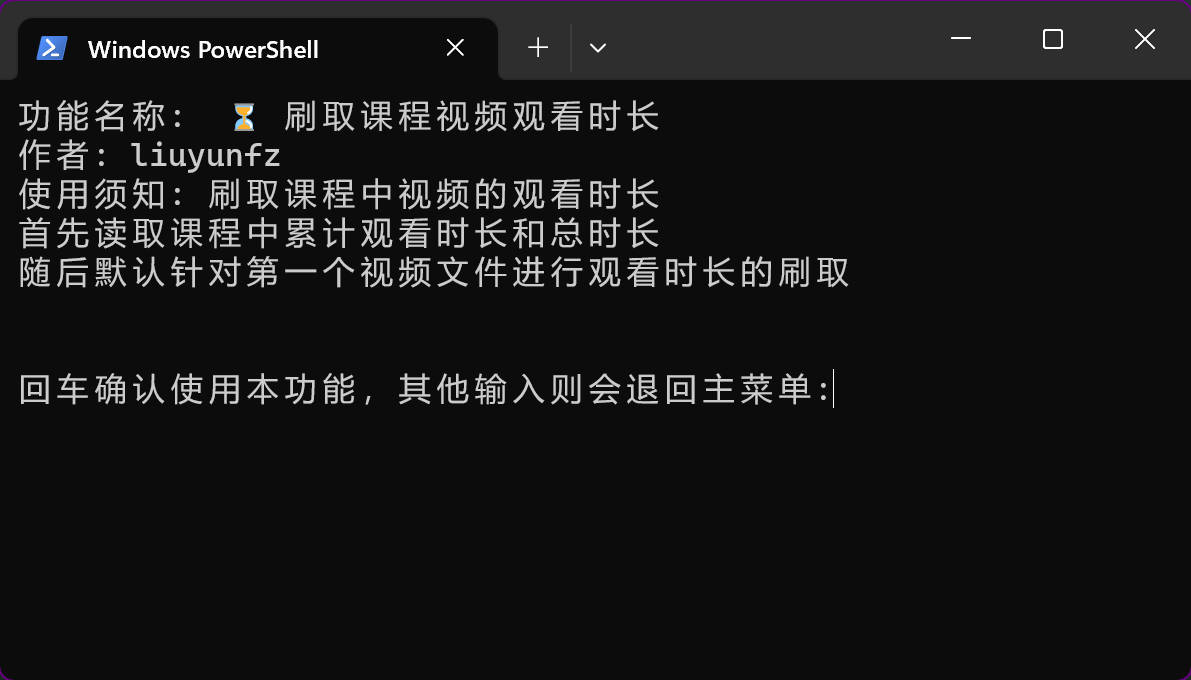 Windows PowerShell
功能名称： ⏳ 刷取课程视频观看时长
作者：liuyunfz
使用须知：刷取课程中视频的观看时长
首先读取课程中累计观看时长和总时长
随后默认针对第一个视频文件进行观看时长的刷取
回车确认使用本功能，其他输入则会退回主菜单: